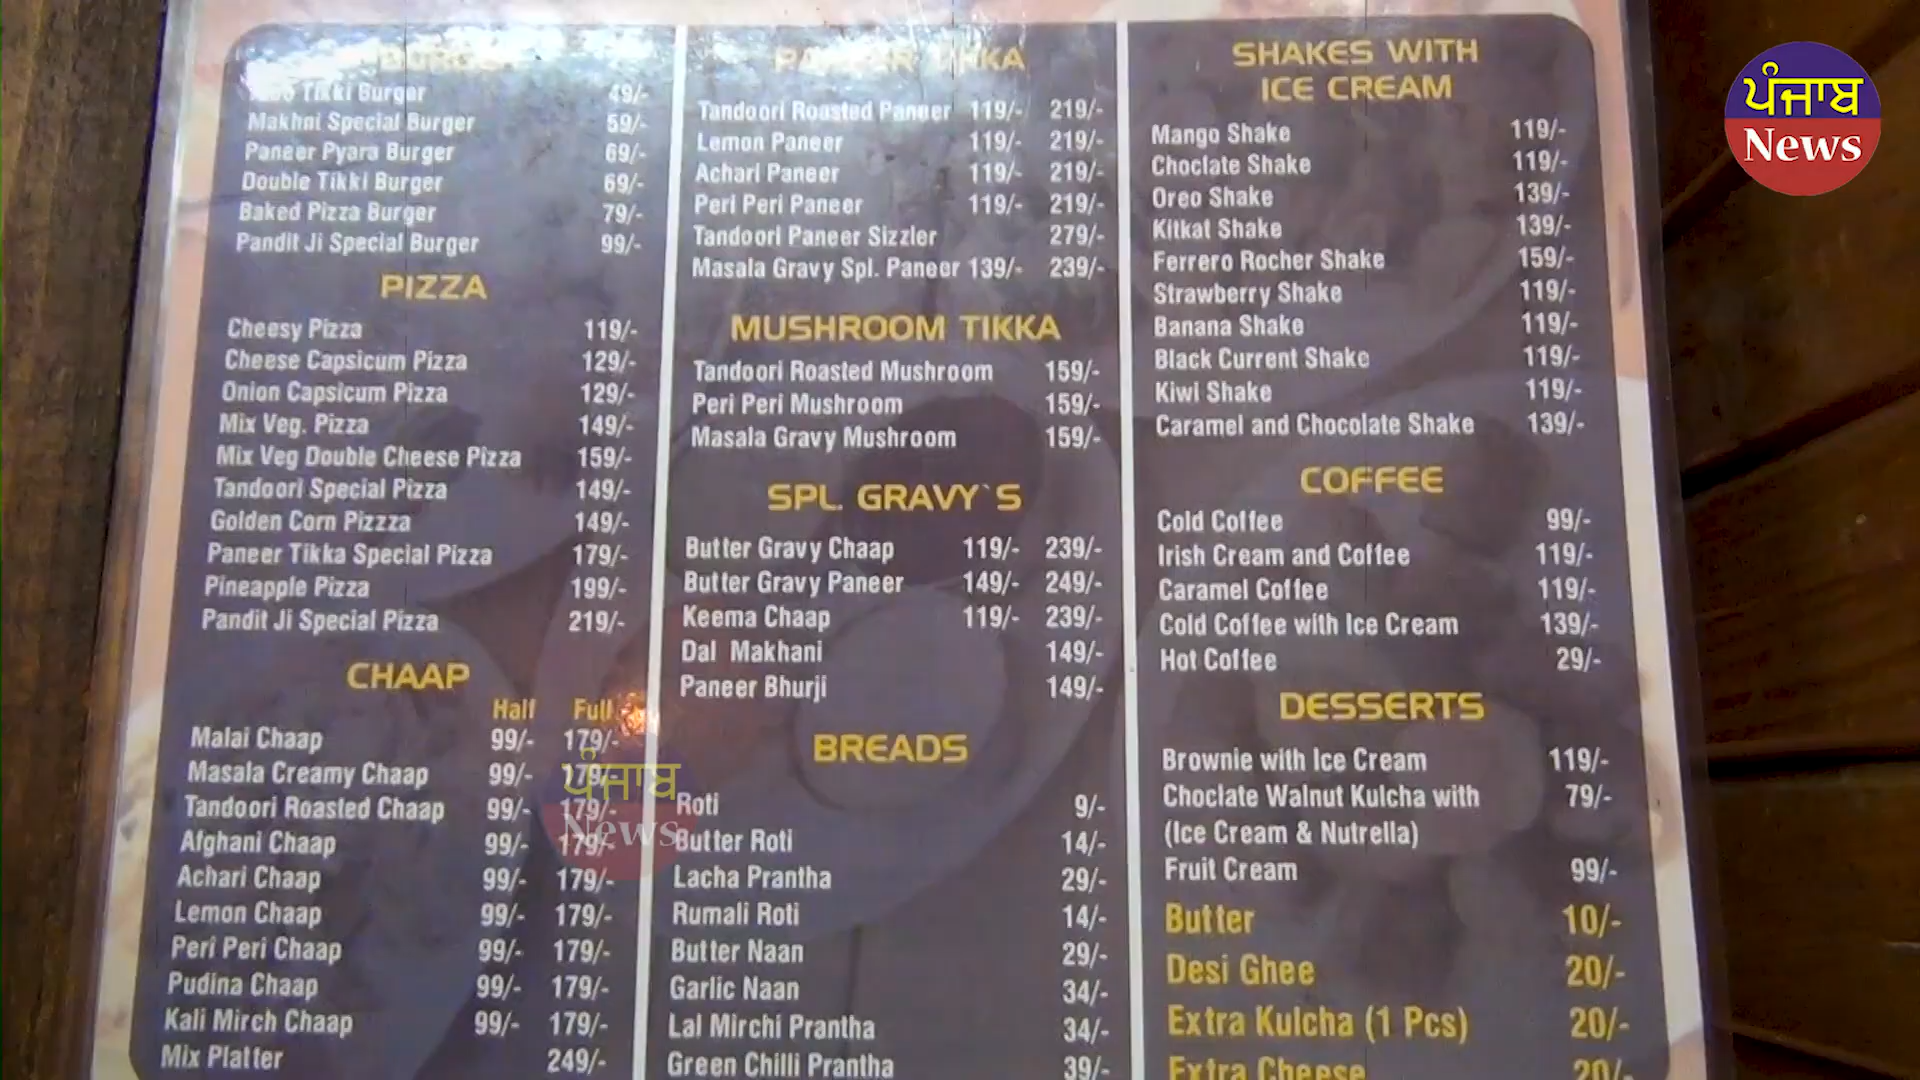 BURGER
Tikki Burger 49/-
Makhni Special Burger 59/-
Paneer Pyara Burger 69/-
Double Tikki Burger 69/-
Baked Pizza Burger 79/-
Pandit Ji Special Burger 99/-
PIZZA
Cheesy Pizza 119/-
Cheese Capsicum Pizza 129/-
Onion Capsicum Pizza 129/-
Mix Veg. Pizza 149/-
Mix Veg Double Cheese Pizza 159/-
Tandoori Special Pizza 149/-
Golden Corn Pizzza 149/-
Paneer Tikka Special Pizza 179/-
Pineapple Pizza 199/-
Pandit Ji Special Pizza 219/-
CHAAP
Half Full
Malai Chaap 99/- 179/-
Masala Creamy Chaap 99/- 179/-
Tandoori Roasted Chaap 99/- 179/-
Afghani Chaap 99/- 179/-
Achari Chaap 99/- 179/-
Lemon Chaap 99/- 179/-
Peri Peri Chaap 99/- 179/-
Pudina Chaap 99/- 179/-
Kali Mirch Chaap 99/- 179/-
Mix Platter 249/-
PANEER TIKKA
Tandoori Roasted Paneer 119/- 219/-
Lemon Paneer 119/- 219/-
Achari Paneer 119/- 219/-
Peri Peri Paneer 119/- 219/-
Tandoori Paneer Sizzler 279/-
Masala Gravy Spl. Paneer 139/- 239/-
MUSHROOM TIKKA
Tandoori Roasted Mushroom 159/-
Peri Peri Mushroom 159/-
Masala Gravy Mushroom 159/-
SPL. GRAVY`S
Butter Gravy Chaap 119/- 239/-
Butter Gravy Paneer 149/- 249/-
Keema Chaap 119/- 239/-
Dal Makhani 149/-
Paneer Bhurji 149/-
BREADS
Roti 9/-
Butter Roti 14/-
Lacha Prantha 29/-
Rumali Roti 14/-
Butter Naan 29/-
Garlic Naan 34/-
Lal Mirchi Prantha 34/-
Green Chilli Prantha 39/-
SHAKES WITH
ICE CREAM
Mango Shake 119/-
Choclate Shake 119/-
Oreo Shake 139/-
Kitkat Shake 139/-
Ferrero Rocher Shake 159/-
Strawberry Shake 119/-
Banana Shake 119/-
Black Current Shake 119/-
Kiwi Shake 119/-
Caramel and Chocolate Shake 139/-
COFFEE
Cold Coffee 99/-
Irish Cream and Coffee 119/-
Caramel Coffee 119/-
Cold Coffee with Ice Cream 139/-
Hot Coffee 29/-
DESSERTS
Brownie with Ice Cream 119/-
Choclate Walnut Kulcha with 79/-
(Ice Cream & Nutrella)
Fruit Cream 99/-
Butter 10/-
Desi Ghee 20/-
Extra Kulcha (1 Pcs) 20/-
Extra Cheese 20/-
ਪੰਜਾਬ
News
ਪੰਜਾਬ
News